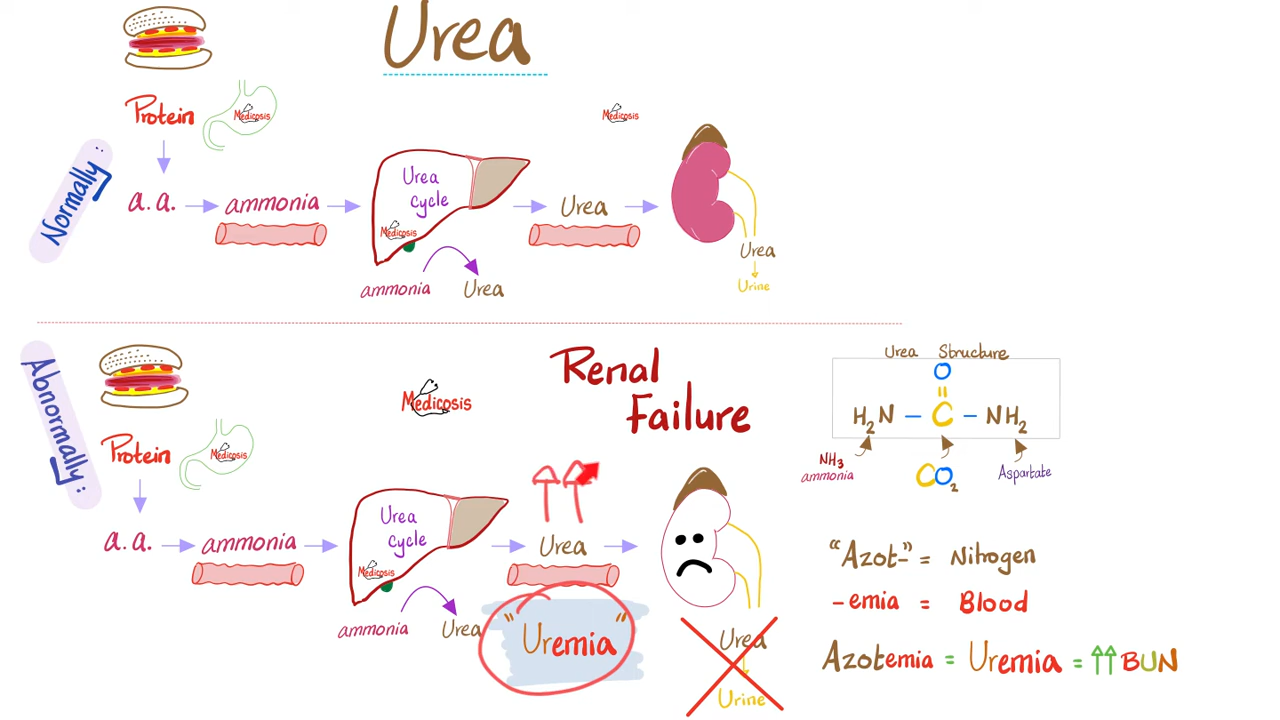 Urea
Protein
Medicosis
Medicosis
Normally:
a.a.
ammonia
Urea
cycle
Medicosis
Urea
ammonia
Urea
Urea
Urine
Abnormally:
Protein
Medicosis
Medicosis
Renal
Failure
Urea Structure
O
H₂N – C – NH₂
NH₃
ammonia
CO₂
Aspartate
a.a.
ammonia
Urea
cycle
Medicosis
Urea
ammonia
Urea
"Uremia"
Urea
Urine
"Azot-" = Nitrogen
-emia = Blood
Azotemia = Uremia = ↑↑ BUN